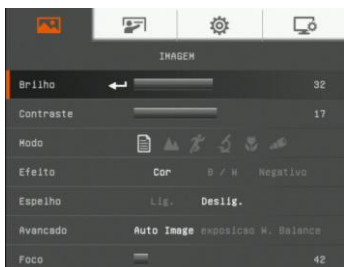 IMAGEM
Brilho 32
Contraste 17
Modo
Efeito Cor B / W Negativo
Espelho Lig. Deslig.
Avancado Auto Image exposicao W. Balance
Foco 42